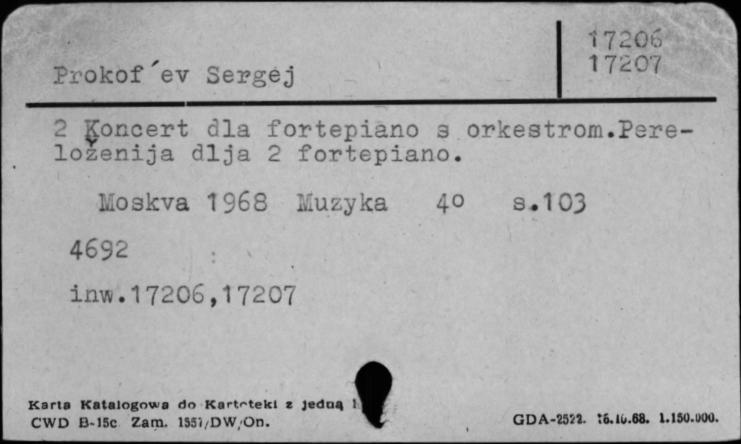 17206
Prokof´ev Sergej 17207
2 Koncert dla fortepiano s orkestrom.Pere-
loženija dlja 2 fortepiano.
Moskva 1968 Muzyka 4o s.103
4692
inw.17206,17207
Karta Katalogowa do Kartoteki z jedną
CWD B-15c Zam. 1551/DW/On. GDA-2522. 16.10.68. 1.150.000.